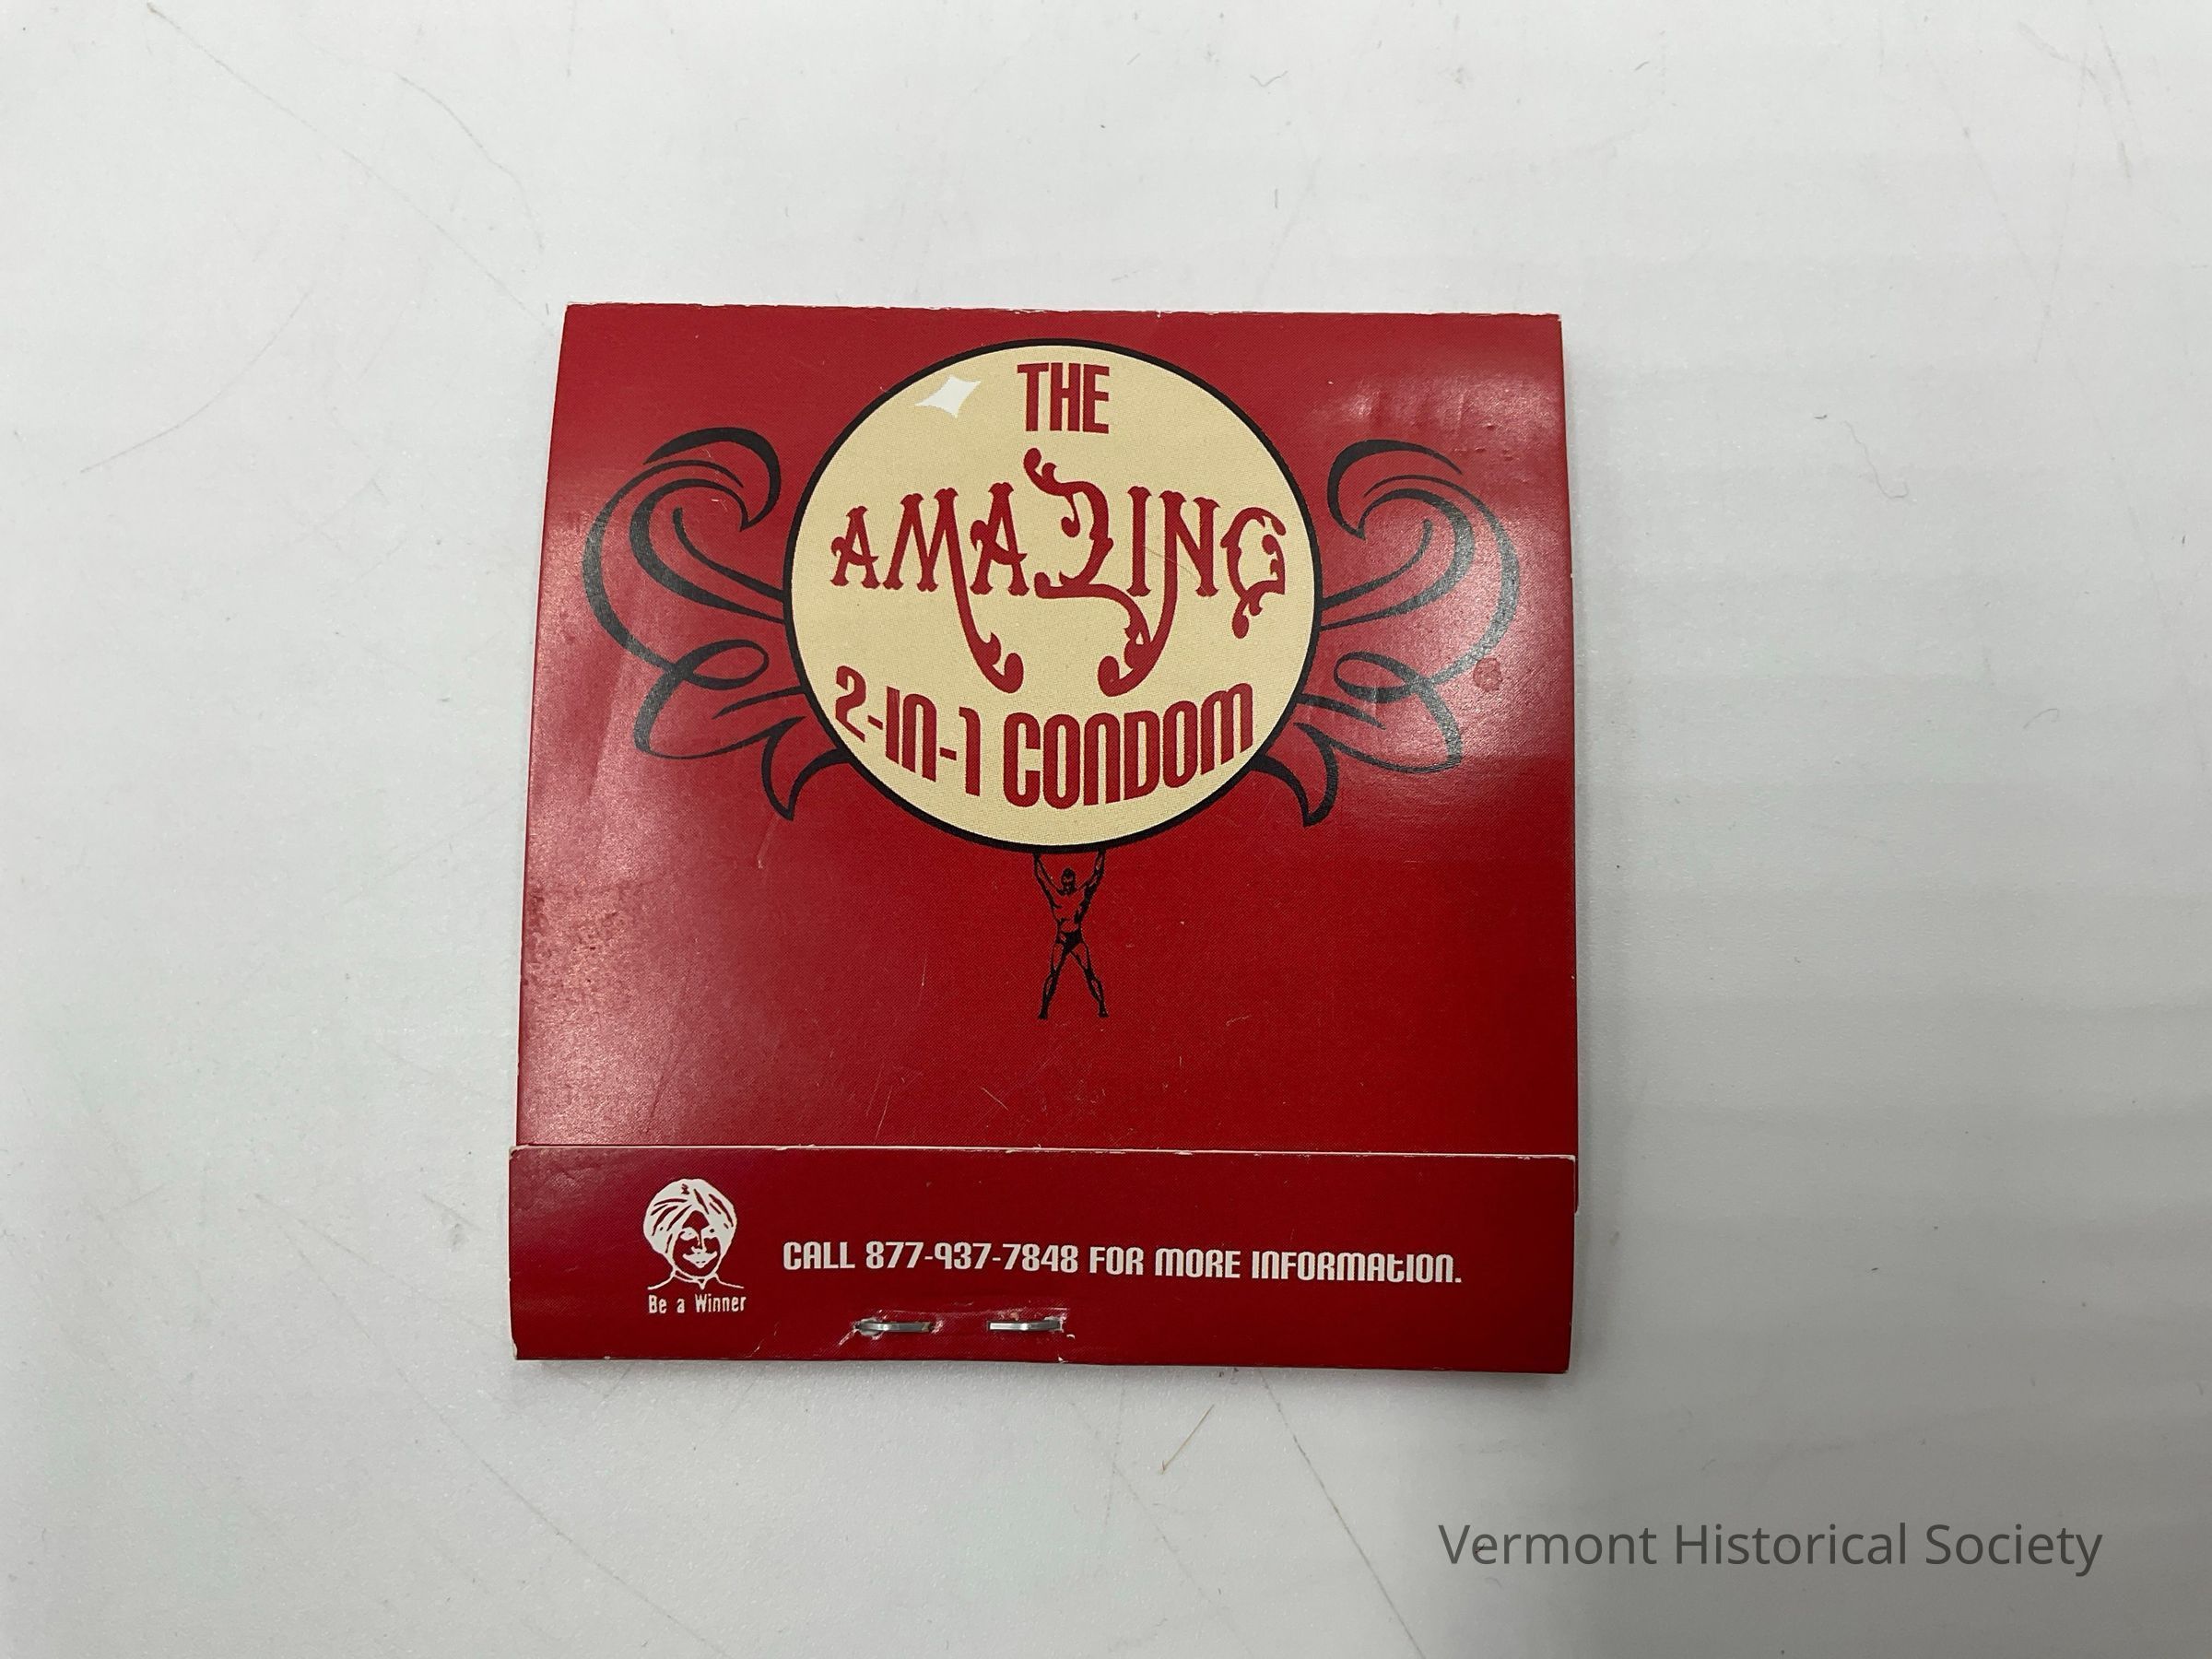 THE
AMAZING
2-IN-1 CONDOM
Be a Winner
CALL 877-937-7848 FOR MORE INFORMATION.
Vermont Historical Society